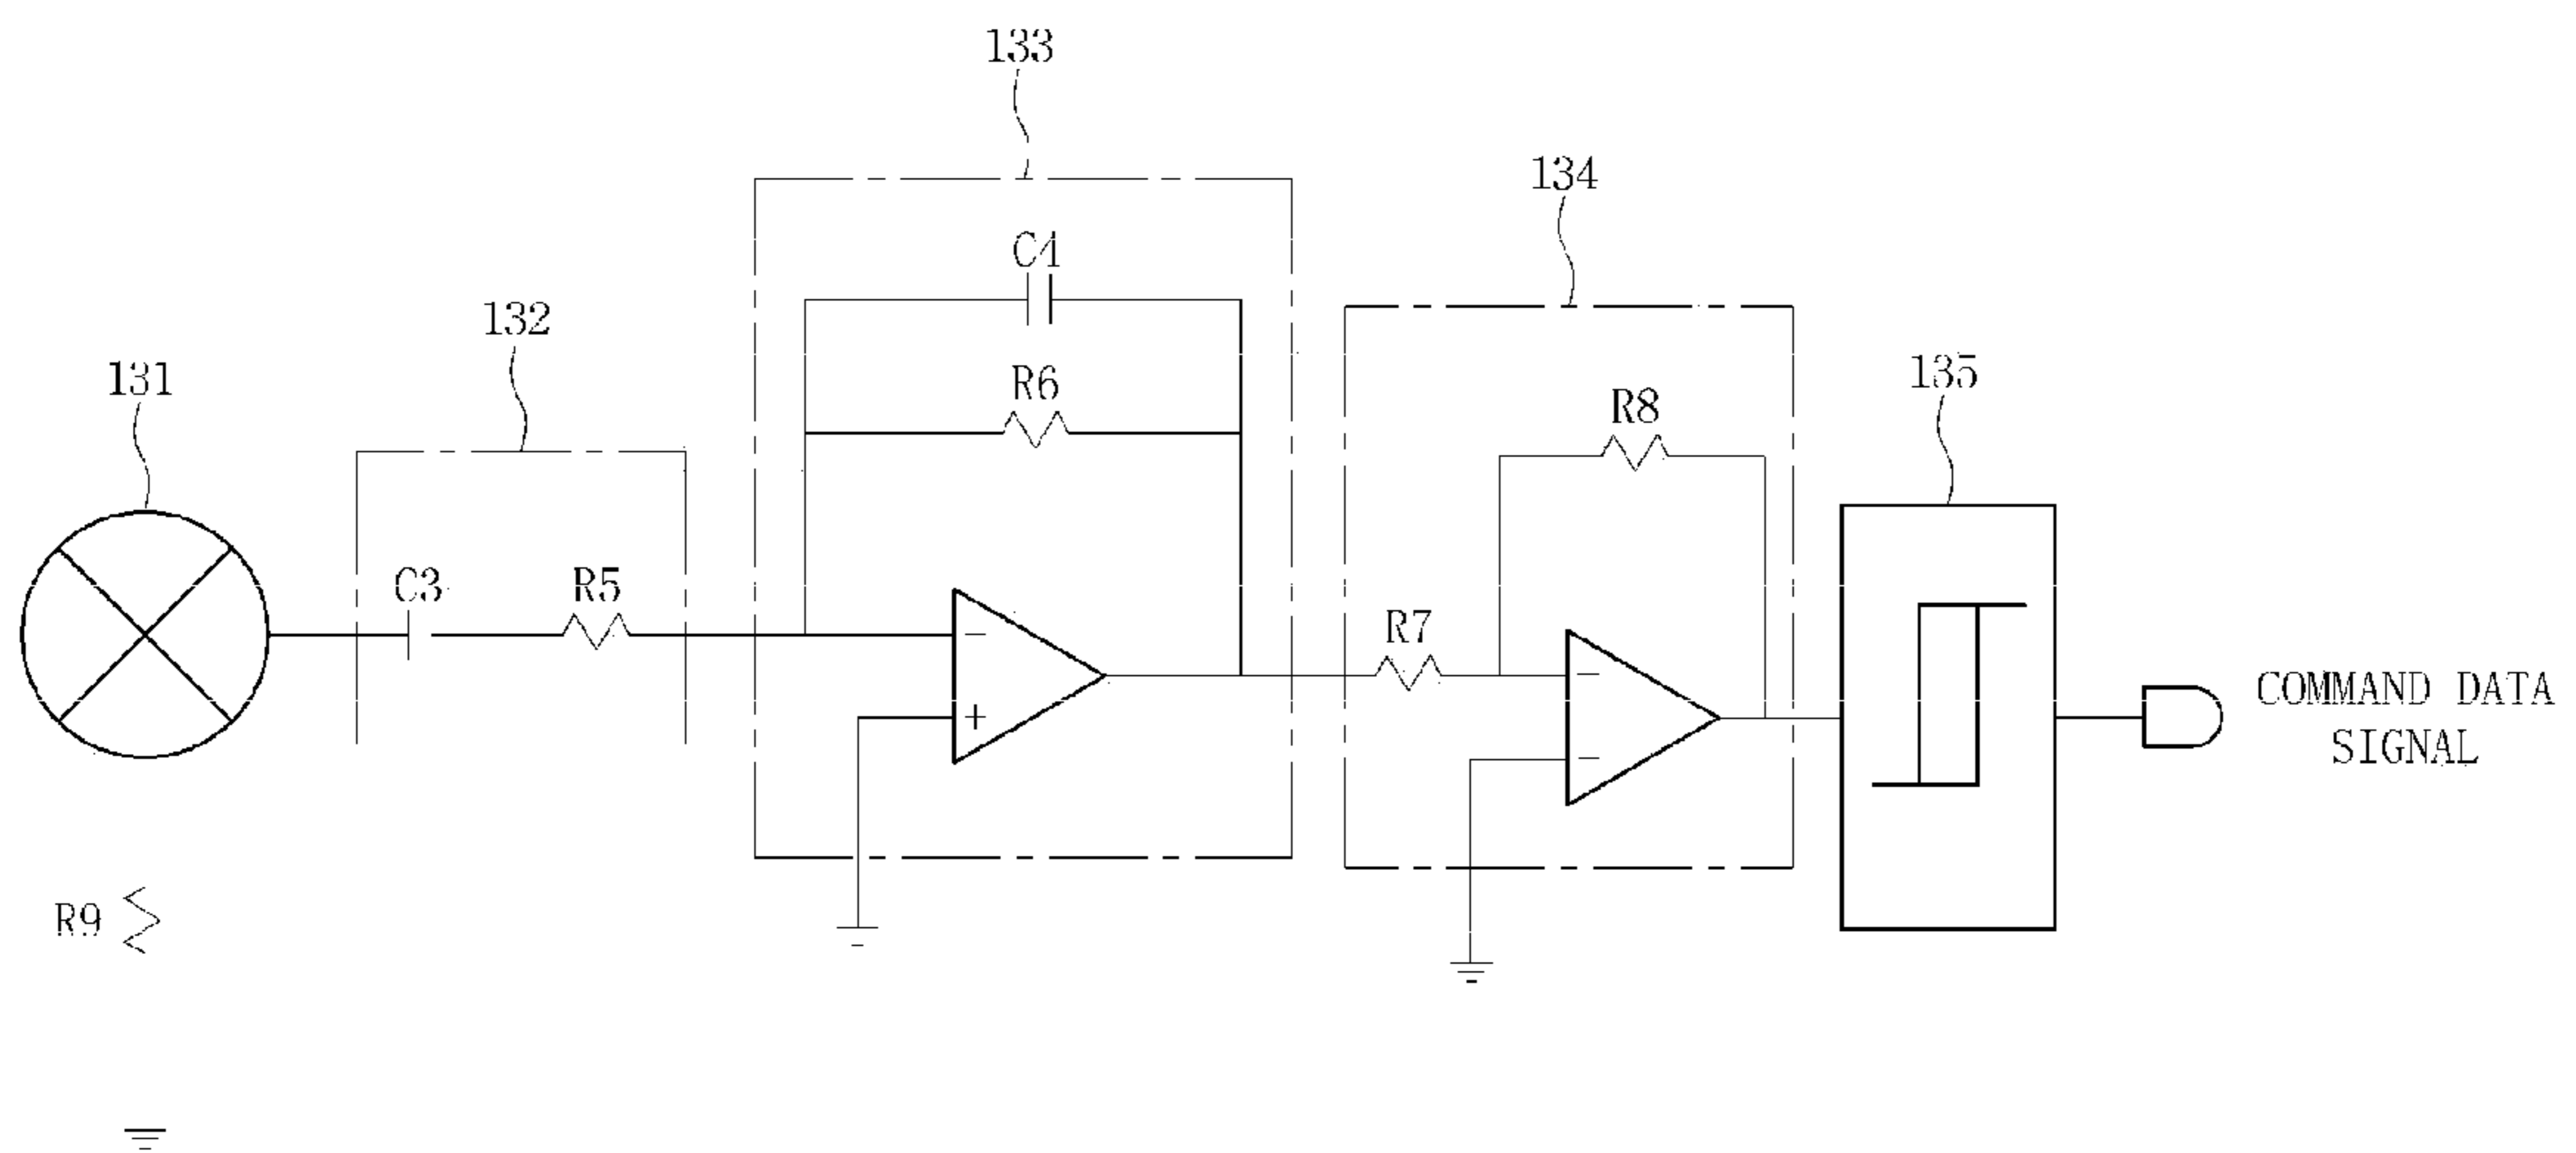 133
134
C4
132
135
131
R6
R8
C3
R5
R7
−
−
+
−
−
COMMAND DATA
SIGNAL
R9